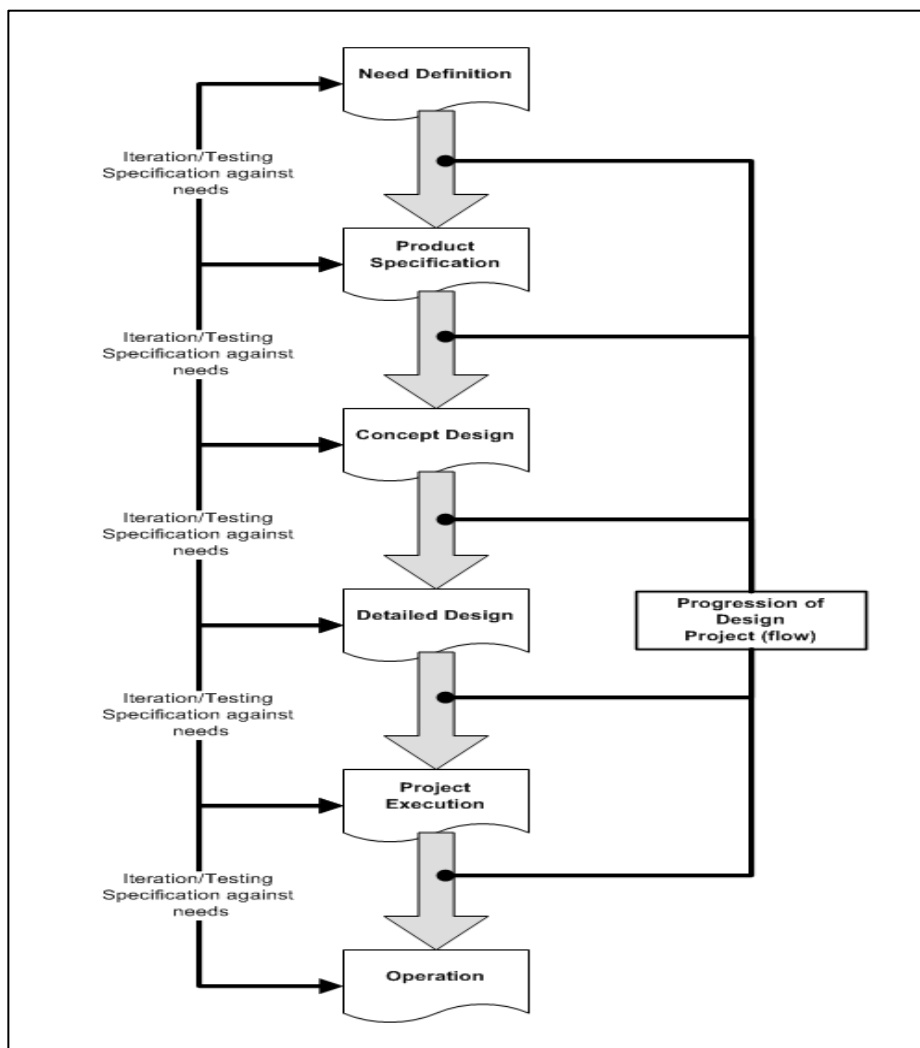 Need Definition
Iteration/Testing
Specification against
needs
Product
Specification
Iteration/Testing
Specification against
needs
Concept Design
Iteration/Testing
Specification against
needs
Detailed Design
Progression of
Design
Project (flow)
Iteration/Testing
Specification against
needs
Project
Execution
Iteration/Testing
Specification against
needs
Operation